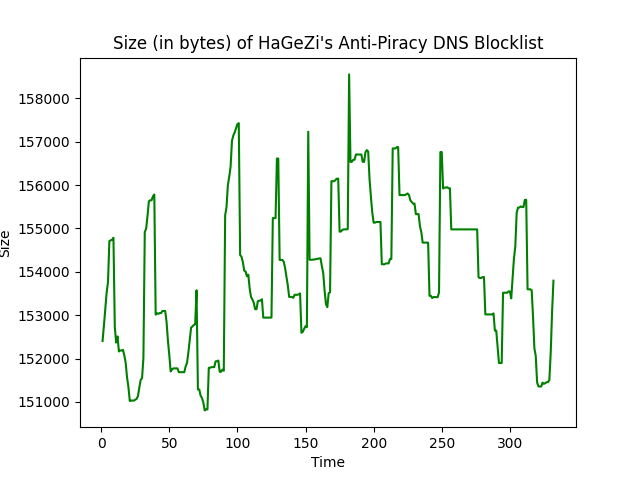 Size (in bytes) of HaGeZi's Anti-Piracy DNS Blocklist
158000
157000
156000
155000
154000
153000
152000
151000
Size
0 50 100 150 200 250 300
Time